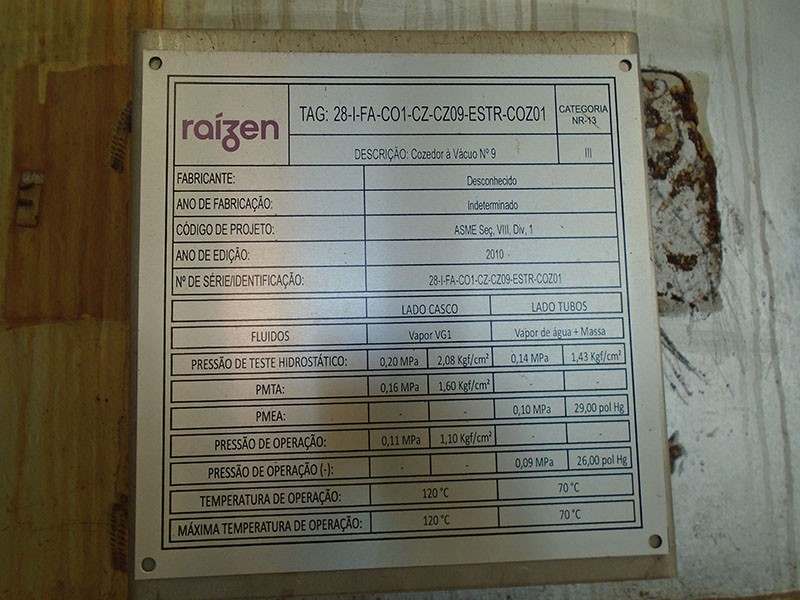 raízen
TAG: 28-I-FA-CO1-CZ-CZ09-ESTR-COZ01
CATEGORIA
NR-13
DESCRIÇÃO: Cozedor à Vácuo Nº 9
III
FABRICANTE: Desconhecido
ANO DE FABRICAÇÃO: Indeterminado
CÓDIGO DE PROJETO: ASME Seç, VIII, Div, 1
ANO DE EDIÇÃO: 2010
Nº DE SÉRIE/IDENTIFICAÇÃO: 28-I-FA-CO1-CZ-CZ09-ESTR-COZ01
LADO CASCO LADO TUBOS
FLUIDOS Vapor VG1 Vapor de água + Massa
PRESSÃO DE TESTE HIDROSTÁTICO: 0,20 MPa 2,08 Kgf/cm² 0,14 MPa 1,43 Kgf/cm²
PMTA: 0,16 MPa 1,60 Kgf/cm² - -
PMEA: - - 0,10 MPa 29,00 pol Hg
PRESSÃO DE OPERAÇÃO: 0,11 MPa 1,10 Kgf/cm² - -
PRESSÃO DE OPERAÇÃO (-): - - 0,09 MPa 26,00 pol Hg
TEMPERATURA DE OPERAÇÃO: 120 °C 70 °C
MÁXIMA TEMPERATURA DE OPERAÇÃO: 120 °C 70 °C